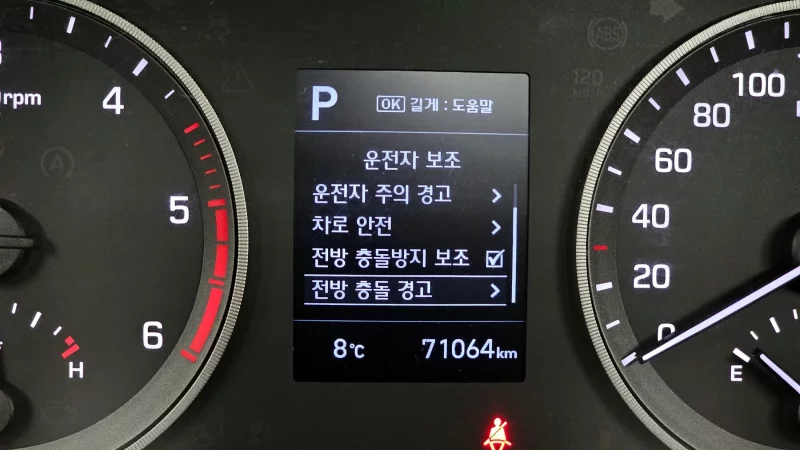 rpm
4
5
6
H
P
OK 길게 : 도움말
운전자 보조
운전자 주의 경고
차로 안전
전방 충돌방지 보조
전방 충돌 경고
8℃
71064km
ABS
120
100
80
60
40
20
0
E